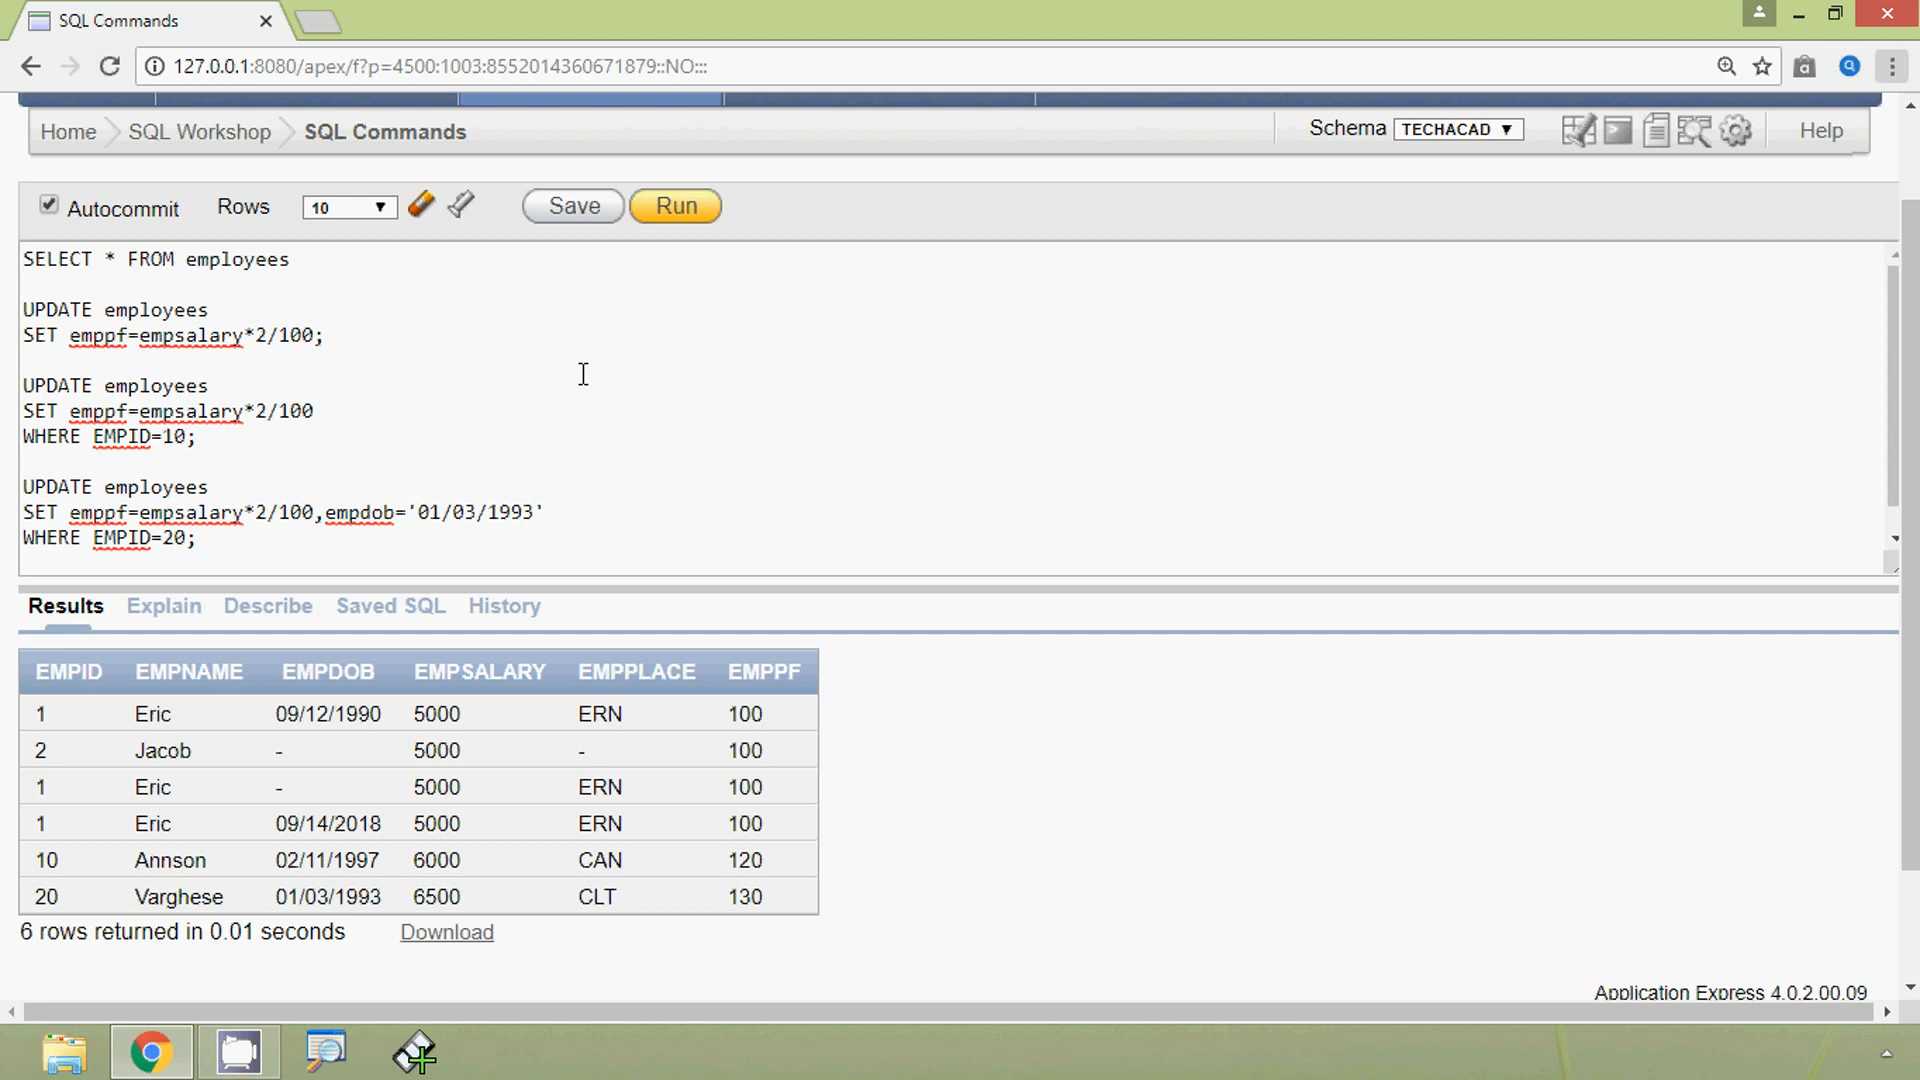 SQL Commands
127.0.0.1:8080/apex/f?p=4500:1003:8552014360671879::NO:::
Home SQL Workshop SQL Commands Schema TECHACAD Help
Autocommit Rows 10 Save Run
SELECT * FROM employees
UPDATE employees
SET emppf=empsalary*2/100;
UPDATE employees
SET emppf=empsalary*2/100
WHERE EMPID=10;
UPDATE employees
SET emppf=empsalary*2/100,empdob='01/03/1993'
WHERE EMPID=20;
Results Explain Describe Saved SQL History
EMPID EMPNAME EMPDOB EMPSALARY EMPPLACE EMPPF
1 Eric 09/12/1990 5000 ERN 100
2 Jacob - 5000 - 100
1 Eric - 5000 ERN 100
1 Eric 09/14/2018 5000 ERN 100
10 Annson 02/11/1997 6000 CAN 120
20 Varghese 01/03/1993 6500 CLT 130
6 rows returned in 0.01 seconds Download
Application Express 4.0.2.00.09